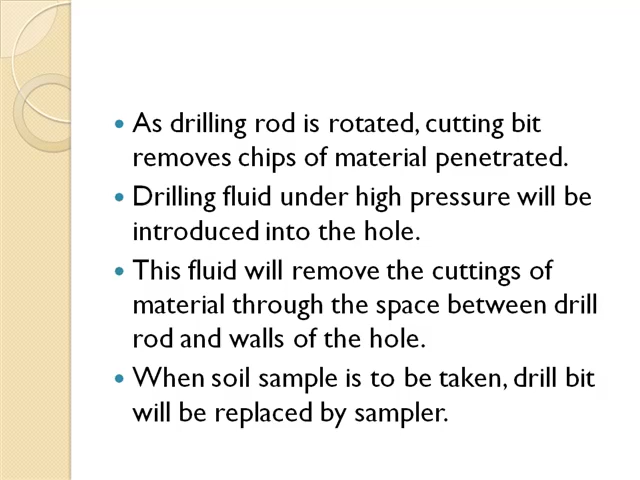 • As drilling rod is rotated, cutting bit
removes chips of material penetrated.
• Drilling fluid under high pressure will be
introduced into the hole.
• This fluid will remove the cuttings of
material through the space between drill
rod and walls of the hole.
• When soil sample is to be taken, drill bit
will be replaced by sampler.